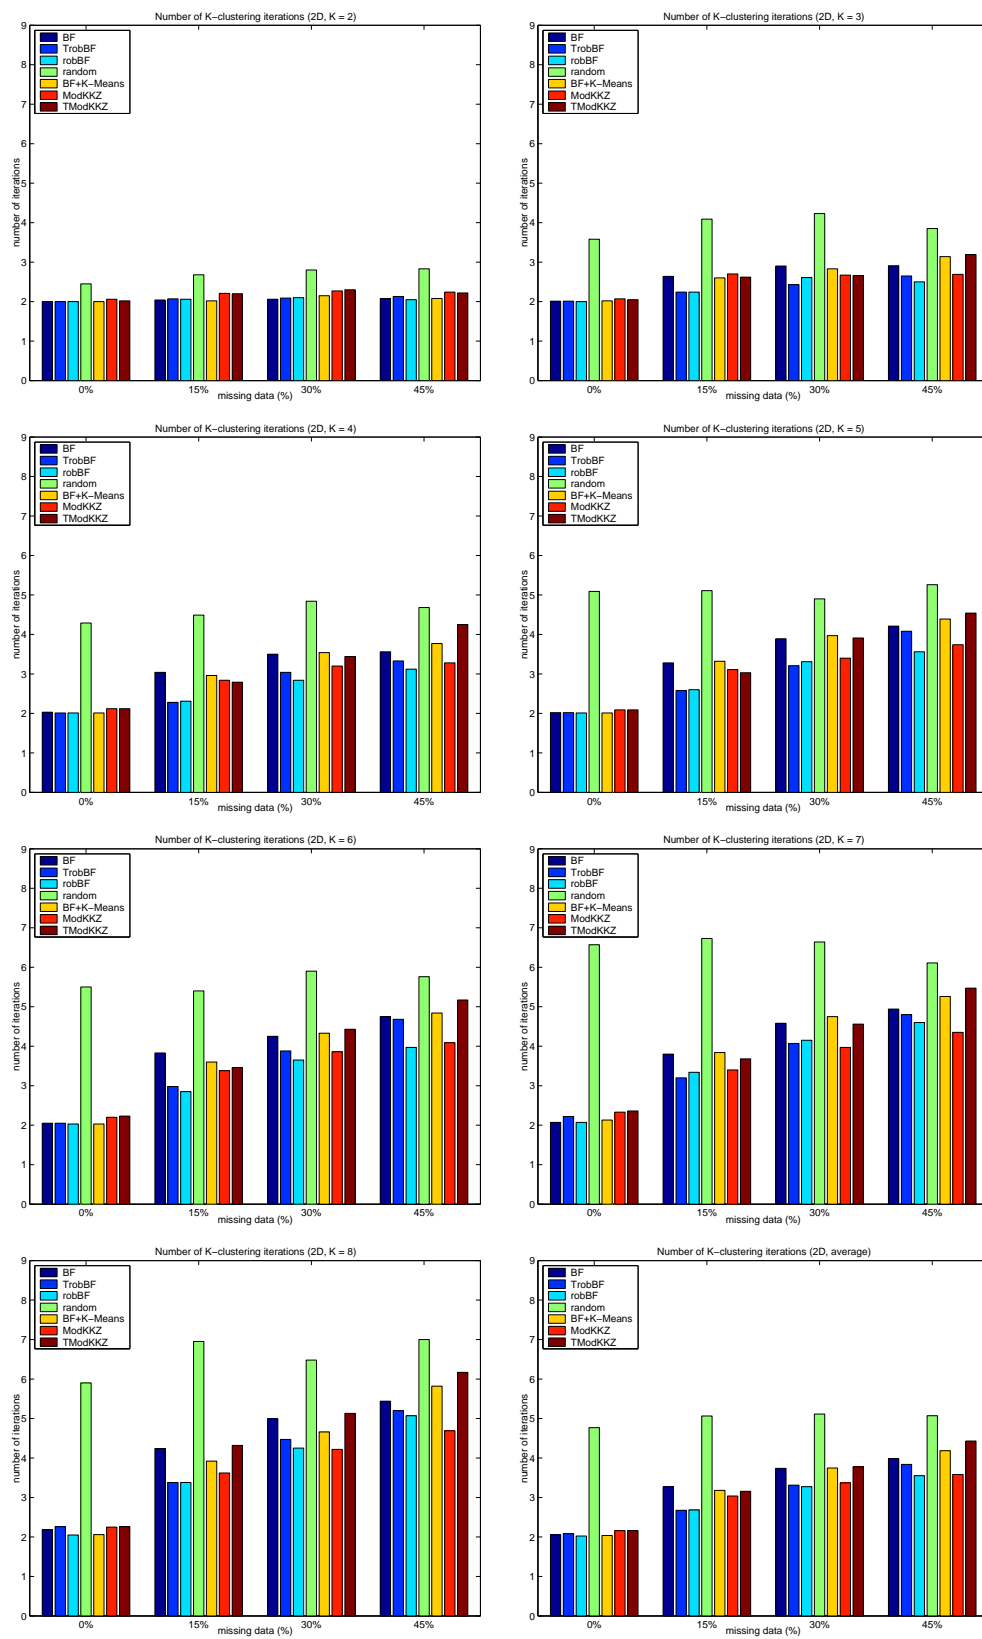 Number of K−clustering iterations (2D, K = 2)
9
8
7
6
5
4
3
2
1
0
number of iterations
BF
TrobBF
robBF
random
BF+K−Means
ModKKZ
TModKKZ
0%
15%
30%
45%
missing data (%)
Number of K−clustering iterations (2D, K = 3)
9
8
7
6
5
4
3
2
1
0
number of iterations
BF
TrobBF
robBF
random
BF+K−Means
ModKKZ
TModKKZ
0%
15%
30%
45%
missing data (%)
Number of K−clustering iterations (2D, K = 4)
9
8
7
6
5
4
3
2
1
0
number of iterations
BF
TrobBF
robBF
random
BF+K−Means
ModKKZ
TModKKZ
0%
15%
30%
45%
missing data (%)
Number of K−clustering iterations (2D, K = 5)
9
8
7
6
5
4
3
2
1
0
number of iterations
BF
TrobBF
robBF
random
BF+K−Means
ModKKZ
TModKKZ
0%
15%
30%
45%
missing data (%)
Number of K−clustering iterations (2D, K = 6)
9
8
7
6
5
4
3
2
1
0
number of iterations
BF
TrobBF
robBF
random
BF+K−Means
ModKKZ
TModKKZ
0%
15%
30%
45%
missing data (%)
Number of K−clustering iterations (2D, K = 7)
9
8
7
6
5
4
3
2
1
0
number of iterations
BF
TrobBF
robBF
random
BF+K−Means
ModKKZ
TModKKZ
0%
15%
30%
45%
missing data (%)
Number of K−clustering iterations (2D, K = 8)
9
8
7
6
5
4
3
2
1
0
number of iterations
BF
TrobBF
robBF
random
BF+K−Means
ModKKZ
TModKKZ
0%
15%
30%
45%
missing data (%)
Number of K−clustering iterations (2D, average)
9
8
7
6
5
4
3
2
1
0
number of iterations
BF
TrobBF
robBF
random
BF+K−Means
ModKKZ
TModKKZ
0%
15%
30%
45%
missing data (%)